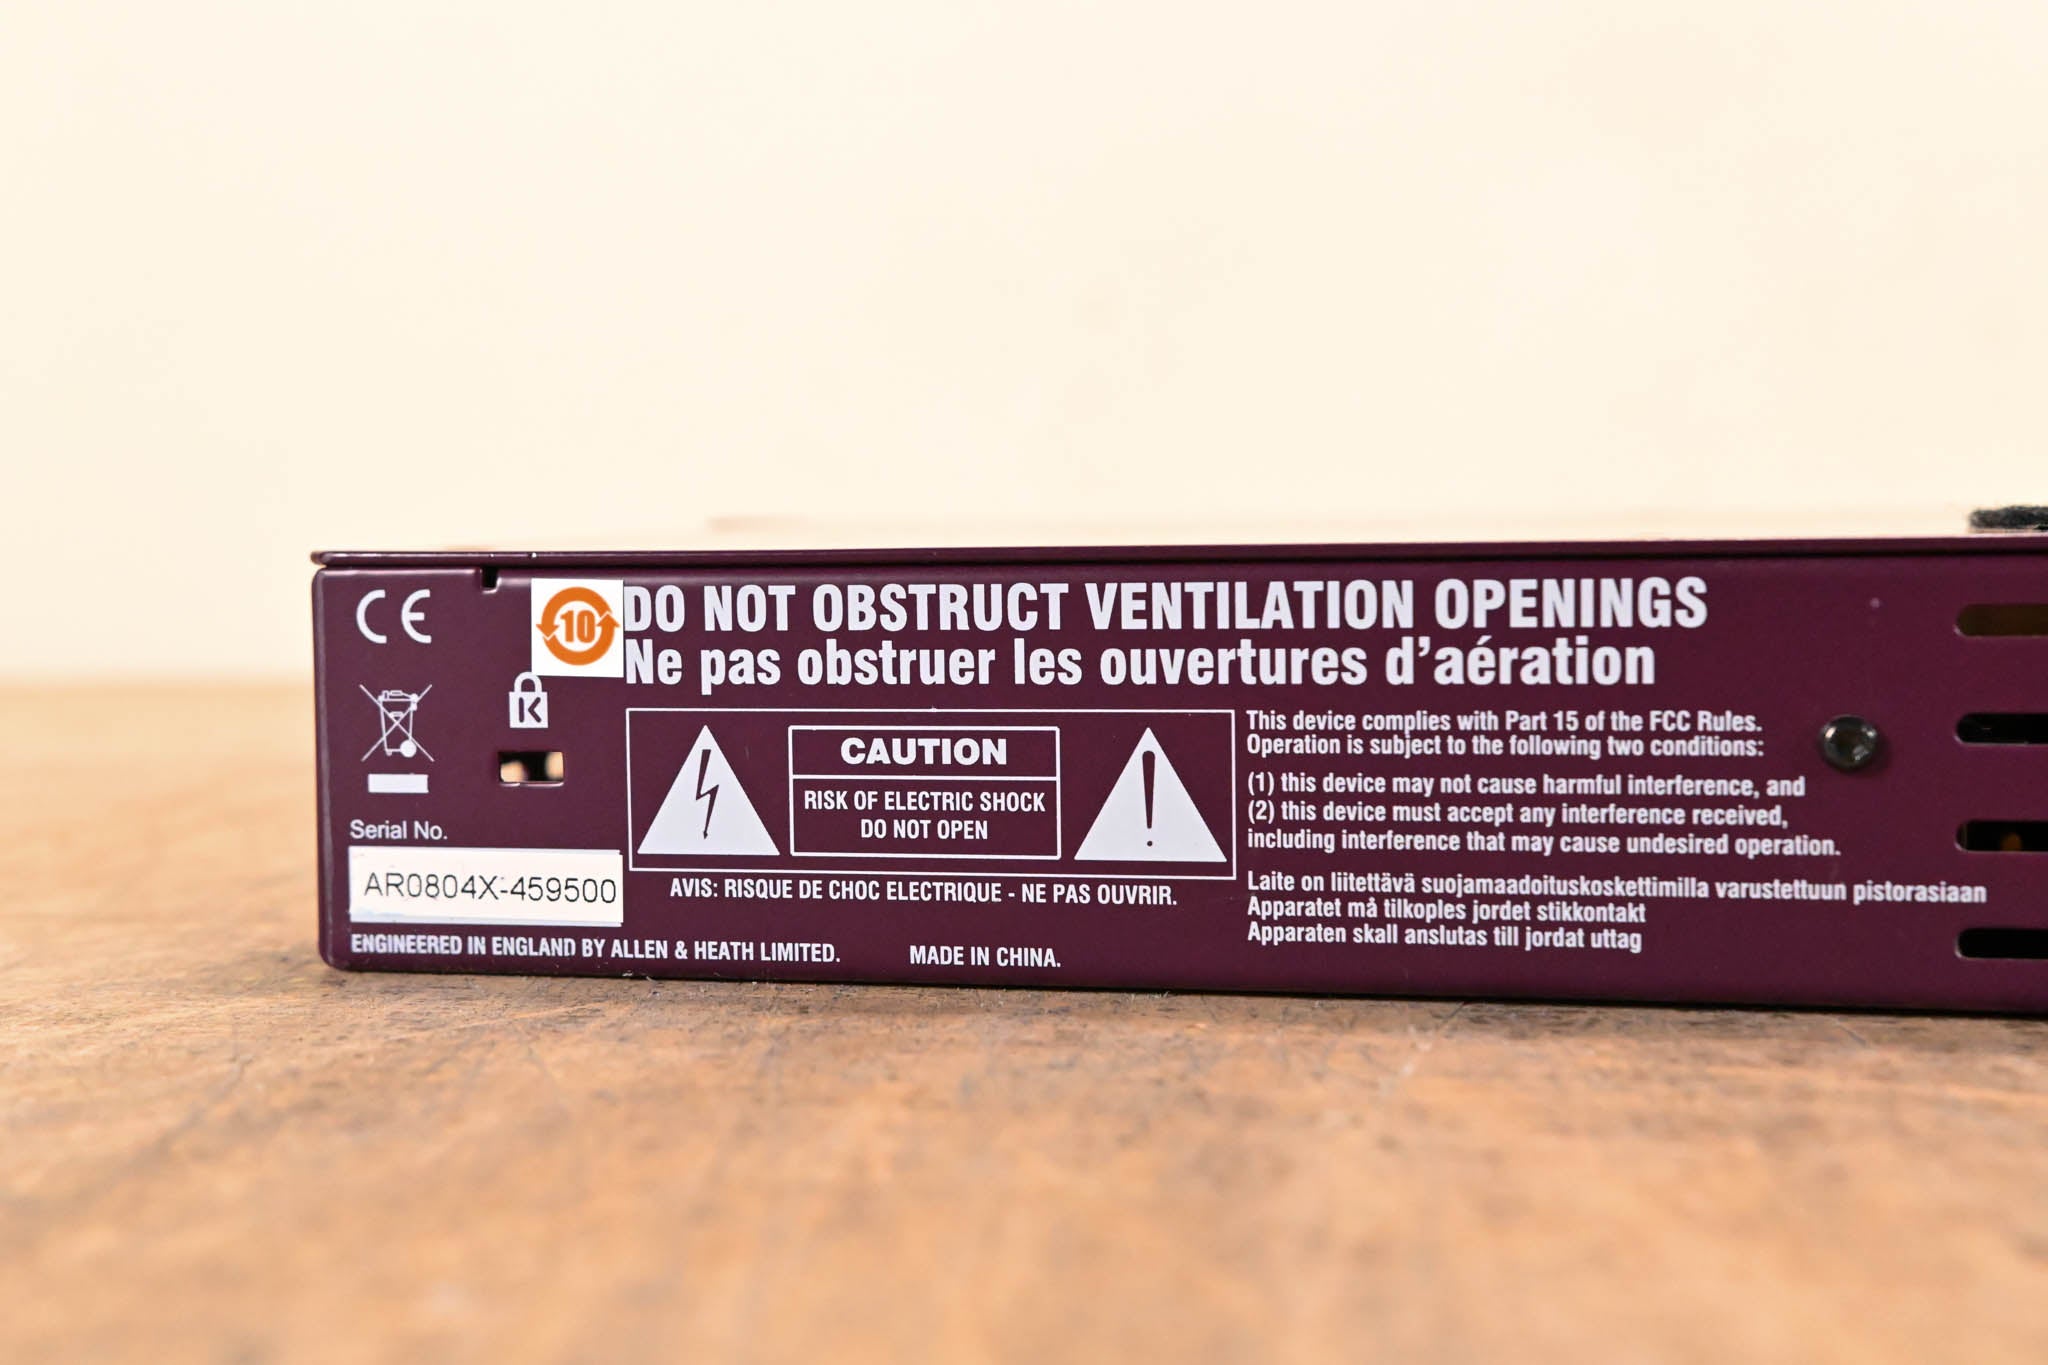 CE
10
DO NOT OBSTRUCT VENTILATION OPENINGS
Ne pas obstruer les ouvertures d’aération
K
CAUTION
RISK OF ELECTRIC SHOCK
DO NOT OPEN
AVIS: RISQUE DE CHOC ELECTRIQUE - NE PAS OUVRIR.
Serial No.
AR0804X-459500
ENGINEERED IN ENGLAND BY ALLEN & HEATH LIMITED.
MADE IN CHINA.
This device complies with Part 15 of the FCC Rules.
Operation is subject to the following two conditions:
(1) this device may not cause harmful interference, and
(2) this device must accept any interference received,
including interference that may cause undesired operation.
Laite on liitettävä suojamaadoituskoskettimilla varustettuun pistorasiaan
Apparatet må tilkoples jordet stikkontakt
Apparaten skall anslutas till jordat uttag